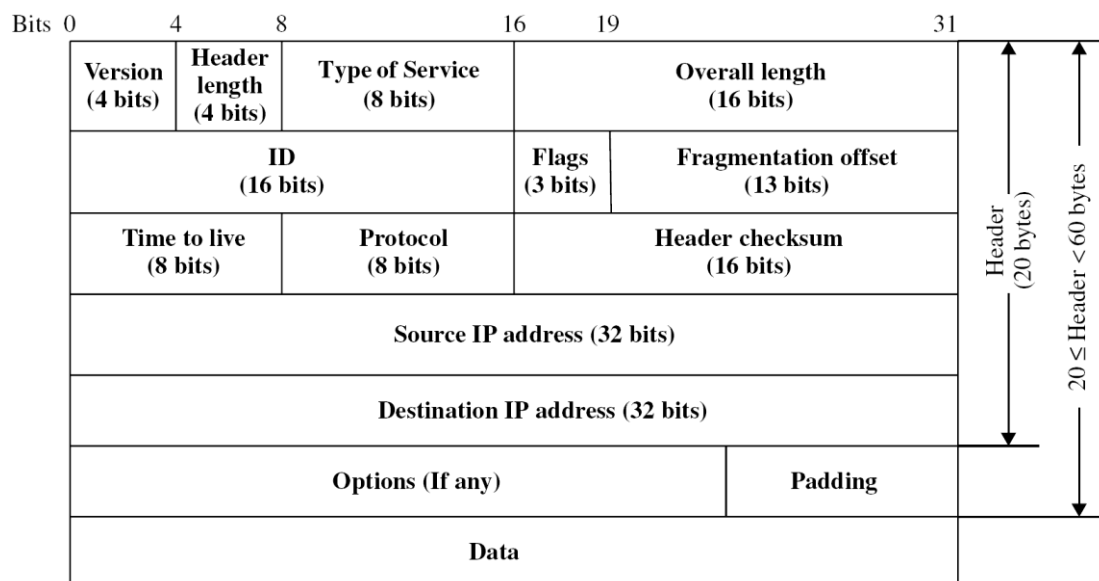 Bits 0 4 8 16 19 31
Version
(4 bits)
Header
length
(4 bits)
Type of Service
(8 bits)
Overall length
(16 bits)
ID
(16 bits)
Flags
(3 bits)
Fragmentation offset
(13 bits)
Time to live
(8 bits)
Protocol
(8 bits)
Header checksum
(16 bits)
Source IP address (32 bits)
Destination IP address (32 bits)
Options (If any)
Padding
Data
Header
(20 bytes)
20 ≤ Header < 60 bytes